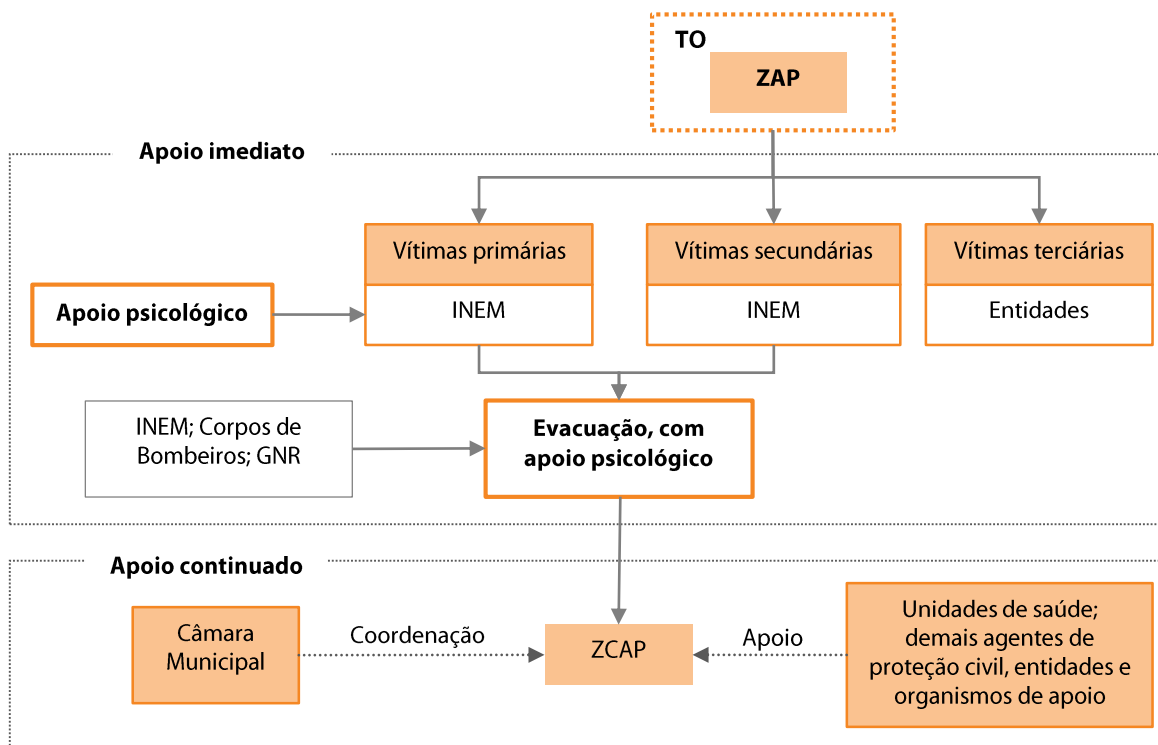 TO
ZAP
Apoio imediato
Vítimas primárias
INEM
Vítimas secundárias
INEM
Vítimas terciárias
Entidades
Apoio psicológico
INEM; Corpos de
Bombeiros; GNR
Evacuação, com
apoio psicológico
Apoio continuado
Câmara
Municipal
Coordenação
ZCAP
Apoio
Unidades de saúde;
demais agentes de
proteção civil, entidades e
organismos de apoio